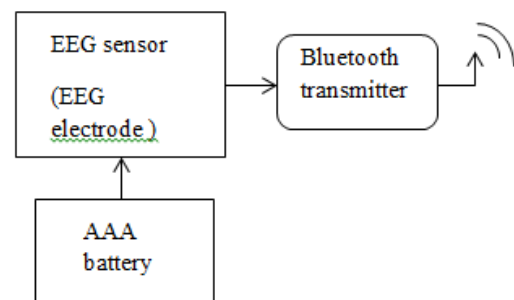 EEG sensor
(EEG
electrode )
Bluetooth
transmitter
AAA
battery